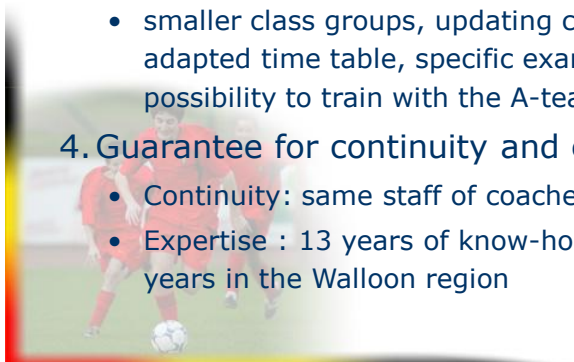 • smaller class groups, updating
adapted time table, specific
possibility to train with the
4. Guarantee for continuity and
• Continuity: same staff of
• Expertise : 13 years of
years in the Walloon region